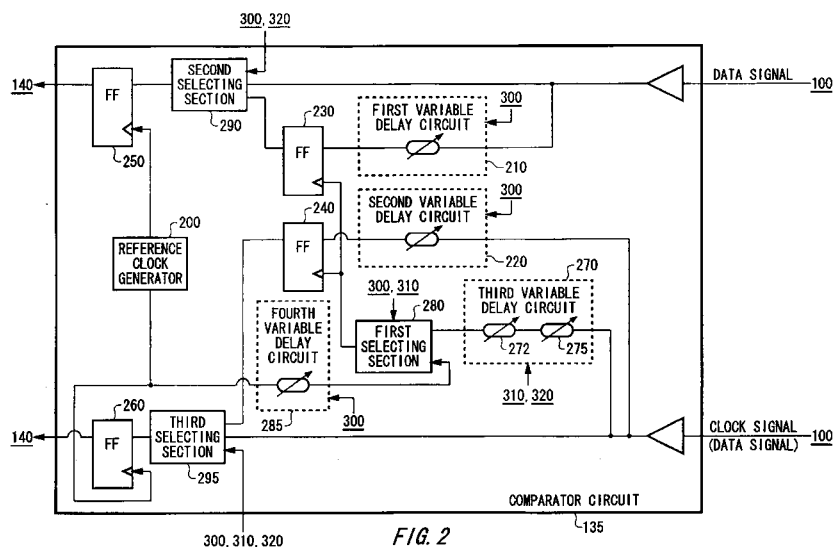 300, 320
140
FF
250
SECOND
SELECTING
SECTION
290
DATA SIGNAL
100
230
FF
FIRST VARIABLE
DELAY CIRCUIT
300
210
200
REFERENCE
CLOCK
GENERATOR
240
FF
SECOND VARIABLE
DELAY CIRCUIT
300
220
270
THIRD VARIABLE
DELAY CIRCUIT
272
275
310, 320
300, 310
280
FIRST
SELECTING
SECTION
FOURTH
VARIABLE
DELAY
CIRCUIT
285
300
260
140
FF
THIRD
SELECTING
SECTION
295
CLOCK SIGNAL
(DATA SIGNAL)
100
COMPARATOR CIRCUIT
135
300, 310, 320
FIG. 2